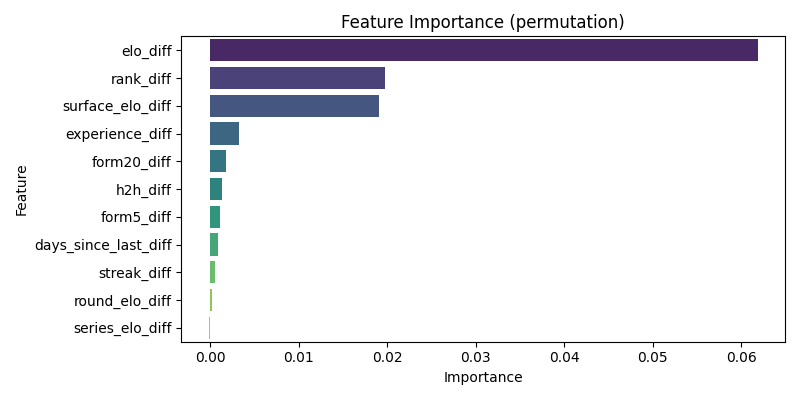 Feature Importance (permutation)
Feature
elo_diff
rank_diff
surface_elo_diff
experience_diff
form20_diff
h2h_diff
form5_diff
days_since_last_diff
streak_diff
round_elo_diff
series_elo_diff
0.00 0.01 0.02 0.03 0.04 0.05 0.06
Importance